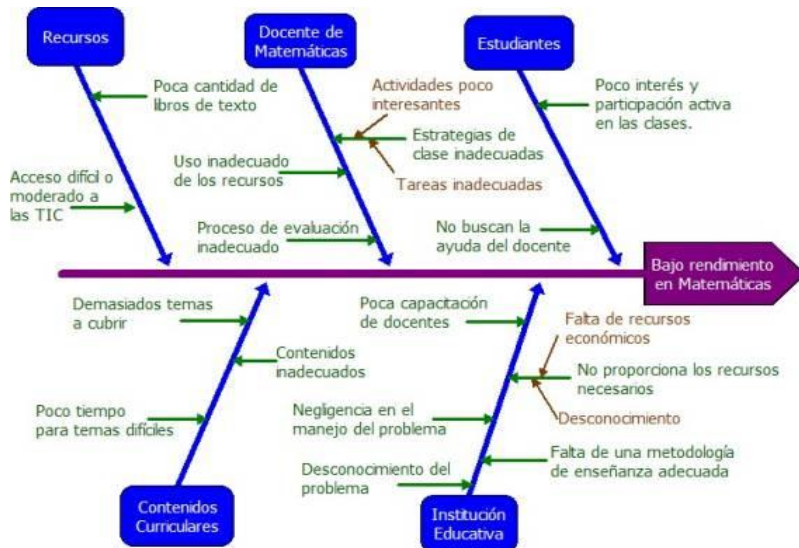 Recursos
Docente de
Matemáticas
Estudiantes
Poca cantidad de
libros de texto
Acceso difícil o
moderado a
las TIC
Actividades poco
interesantes
Estrategias de
clase inadecuadas
Uso inadecuado
de los recursos
Tareas inadecuadas
Proceso de evaluación
inadecuado
Poco interés y
participación activa
en las clases.
No buscan la
ayuda del docente
Bajo rendimiento
en Matemáticas
Demasiados temas
a cubrir
Contenidos
inadecuados
Poco tiempo
para temas difíciles
Contenidos
Curriculares
Poca capacitación
de docentes
Falta de recursos
económicos
No proporciona los recursos
necesarios
Desconocimiento
Negligencia en el
manejo del problema
Falta de una metodología
de enseñanza adecuada
Desconocimiento del
problema
Institución
Educativa